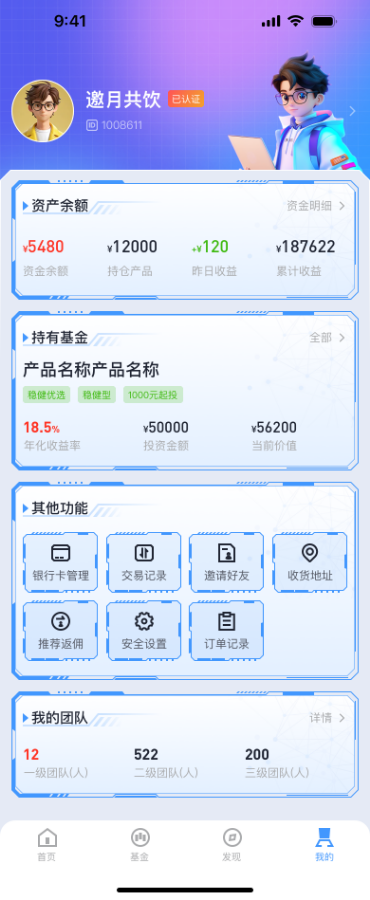 9:41
邀月共饮 已认证
ID 1008611
资产余额 资金明细
¥5480 ¥12000 +¥120 ¥187622
资金余额 持仓产品 昨日收益 累计收益
持有基金 全部
产品名称产品名称
稳健优选 稳健型 1000元起投
18.5% ¥50000 ¥56200
年化收益率 投资金额 当前价值
其他功能
银行卡管理 交易记录 邀请好友 收货地址
推荐返佣 安全设置 订单记录
我的团队 详情
12 522 200
一级团队(人) 二级团队(人) 三级团队(人)
首页 基金 发现 我的